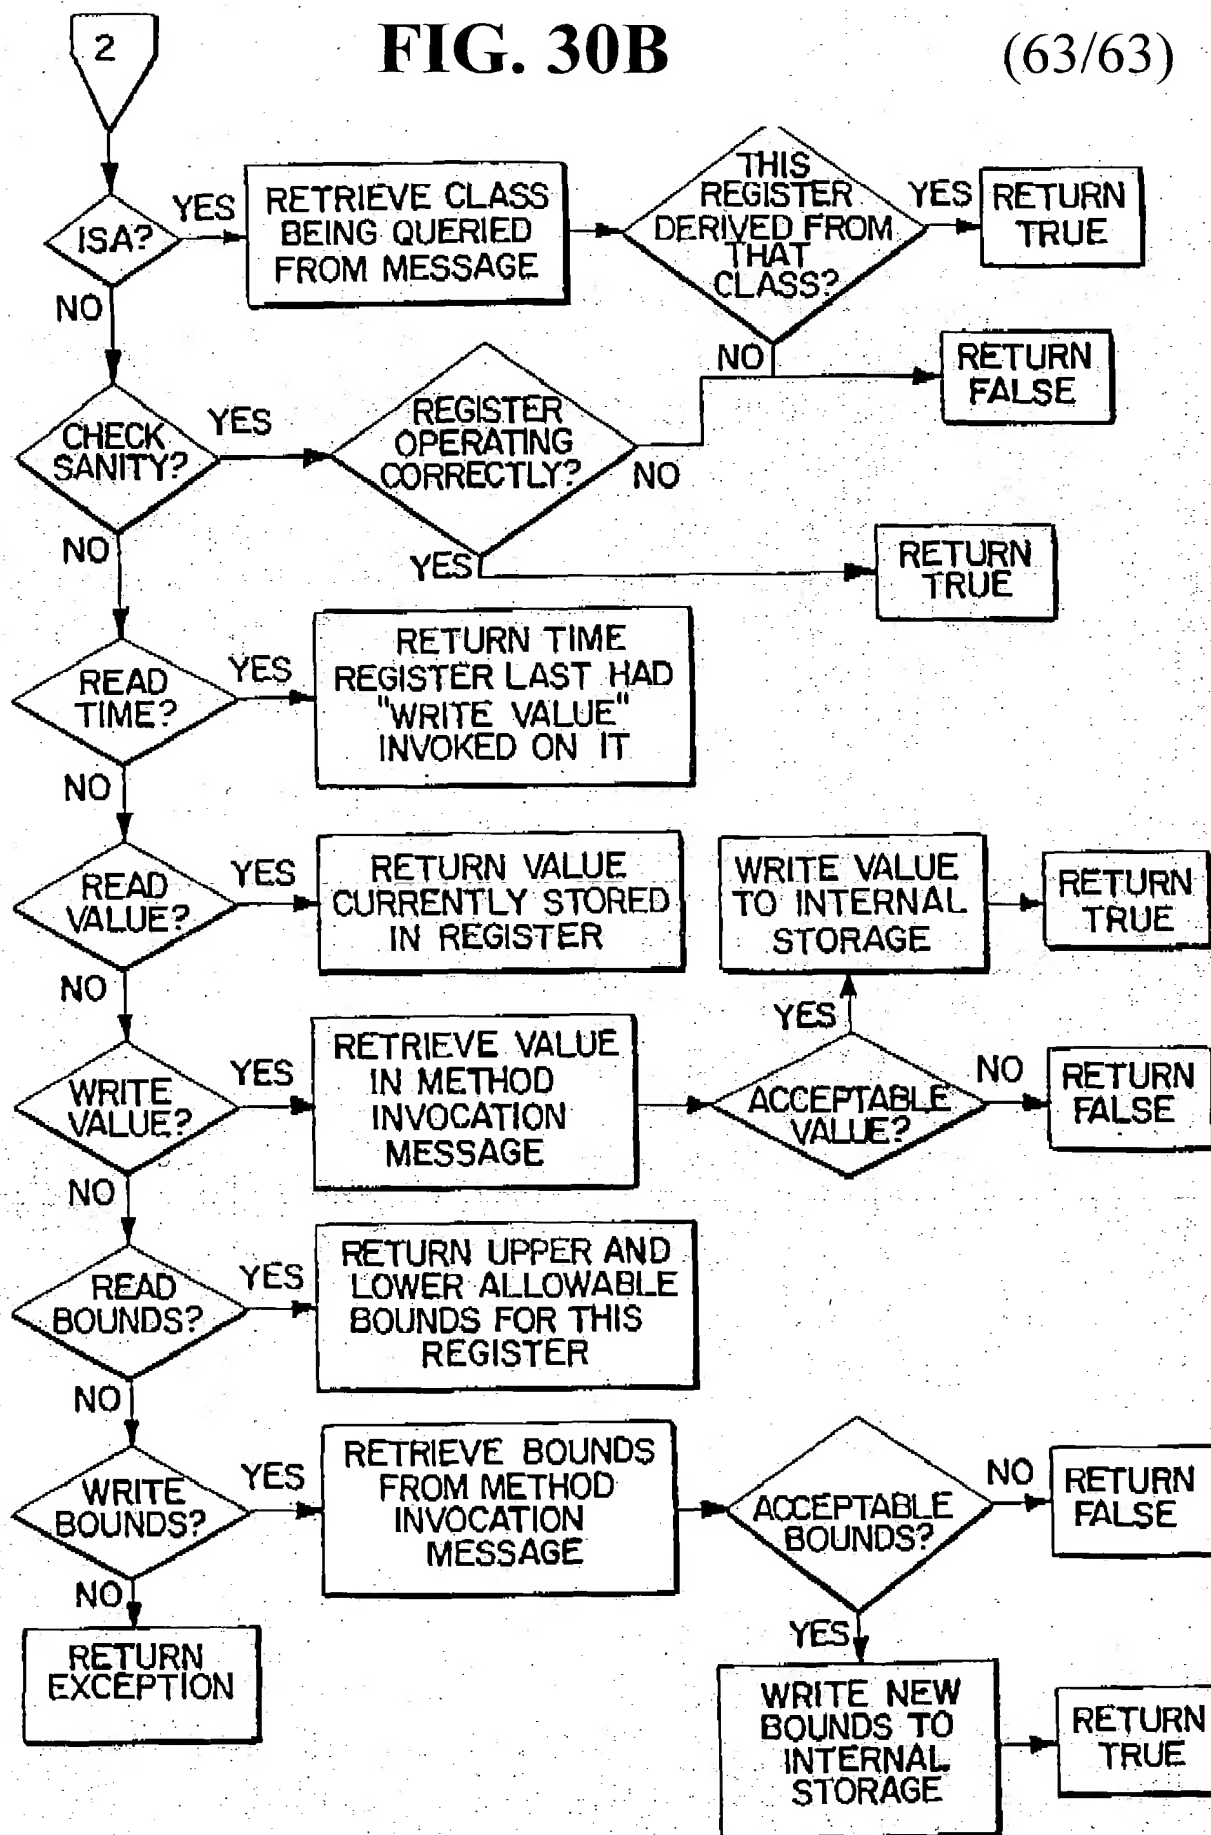 2
FIG. 30B
(63/63)
ISA?
YES
RETRIEVE CLASS
BEING QUERIED
FROM MESSAGE
THIS
REGISTER
DERIVED FROM
THAT
CLASS?
YES
RETURN
TRUE
NO
NO
RETURN
FALSE
CHECK
SANITY?
YES
REGISTER
OPERATING
CORRECTLY?
NO
NO
YES
RETURN
TRUE
READ
TIME?
YES
RETURN TIME
REGISTER LAST HAD
"WRITE VALUE"
INVOKED ON IT
NO
READ
VALUE?
YES
RETURN VALUE
CURRENTLY STORED
IN REGISTER
WRITE VALUE
TO INTERNAL
STORAGE
RETURN
TRUE
NO
YES
WRITE
VALUE?
YES
RETRIEVE VALUE
IN METHOD
INVOCATION
MESSAGE
ACCEPTABLE
VALUE?
NO
RETURN
FALSE
NO
READ
BOUNDS?
YES
RETURN UPPER AND
LOWER ALLOWABLE
BOUNDS FOR THIS
REGISTER
NO
WRITE
BOUNDS?
YES
RETRIEVE BOUNDS
FROM METHOD
INVOCATION
MESSAGE
ACCEPTABLE
BOUNDS?
NO
RETURN
FALSE
NO
YES
RETURN
EXCEPTION
WRITE NEW
BOUNDS TO
INTERNAL
STORAGE
RETURN
TRUE